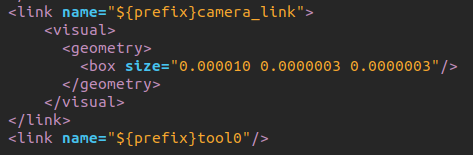 <link name="${prefix}camera_link">
<visual>
<geometry>
<box size="0.000010 0.0000003 0.0000003"/>
</geometry>
</visual>
</link>
<link name="${prefix}tool0"/>